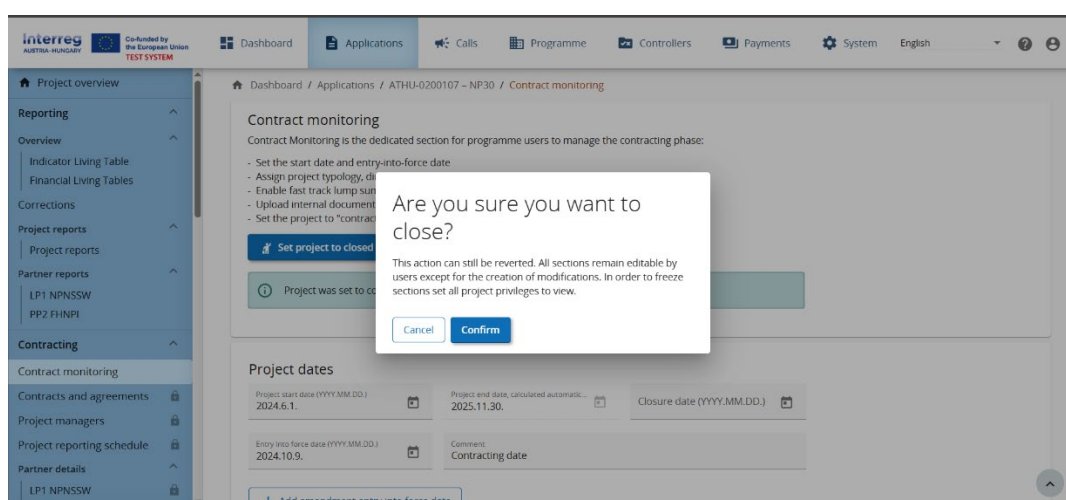 Interreg
AUSTRIA-HUNGARY
Co-funded by
the European Union
TEST SYSTEM
Dashboard
Applications
Calls
Programme
Controllers
Payments
System
English
Project overview
Dashboard / Applications / ATHU-0200107 – NP30 / Contract monitoring
Reporting
Overview
Indicator Living Table
Financial Living Tables
Corrections
Project reports
Project reports
Partner reports
LP1 NPNSSW
PP2 FHNPI
Contracting
Contract monitoring
Contracts and agreements
Project managers
Project reporting schedule
Partner details
LP1 NPNSSW
Contract monitoring
Contract Monitoring is the dedicated section for programme users to manage the contracting phase:
- Set the start date and entry-into-force date
- Assign project typology,
- Enable fast track lump
- Upload internal
- Set the project to
Set project to closed
Project was set to
Are you sure you want to
close?
This action can still be reverted. All sections remain editable by
users except for the creation of modifications. In order to freeze
sections set all project privileges to view.
Cancel
Confirm
Project dates
Project start date (YYYY.MM.DD.)
2024.6.1.
Project end date, calculated automatic...
2025.11.30.
Closure date (YYYY.MM.DD.)
Entry into force date (YYYY.MM.DD.)
2024.10.9.
Comment
Contracting date
Add amendment entry into force date